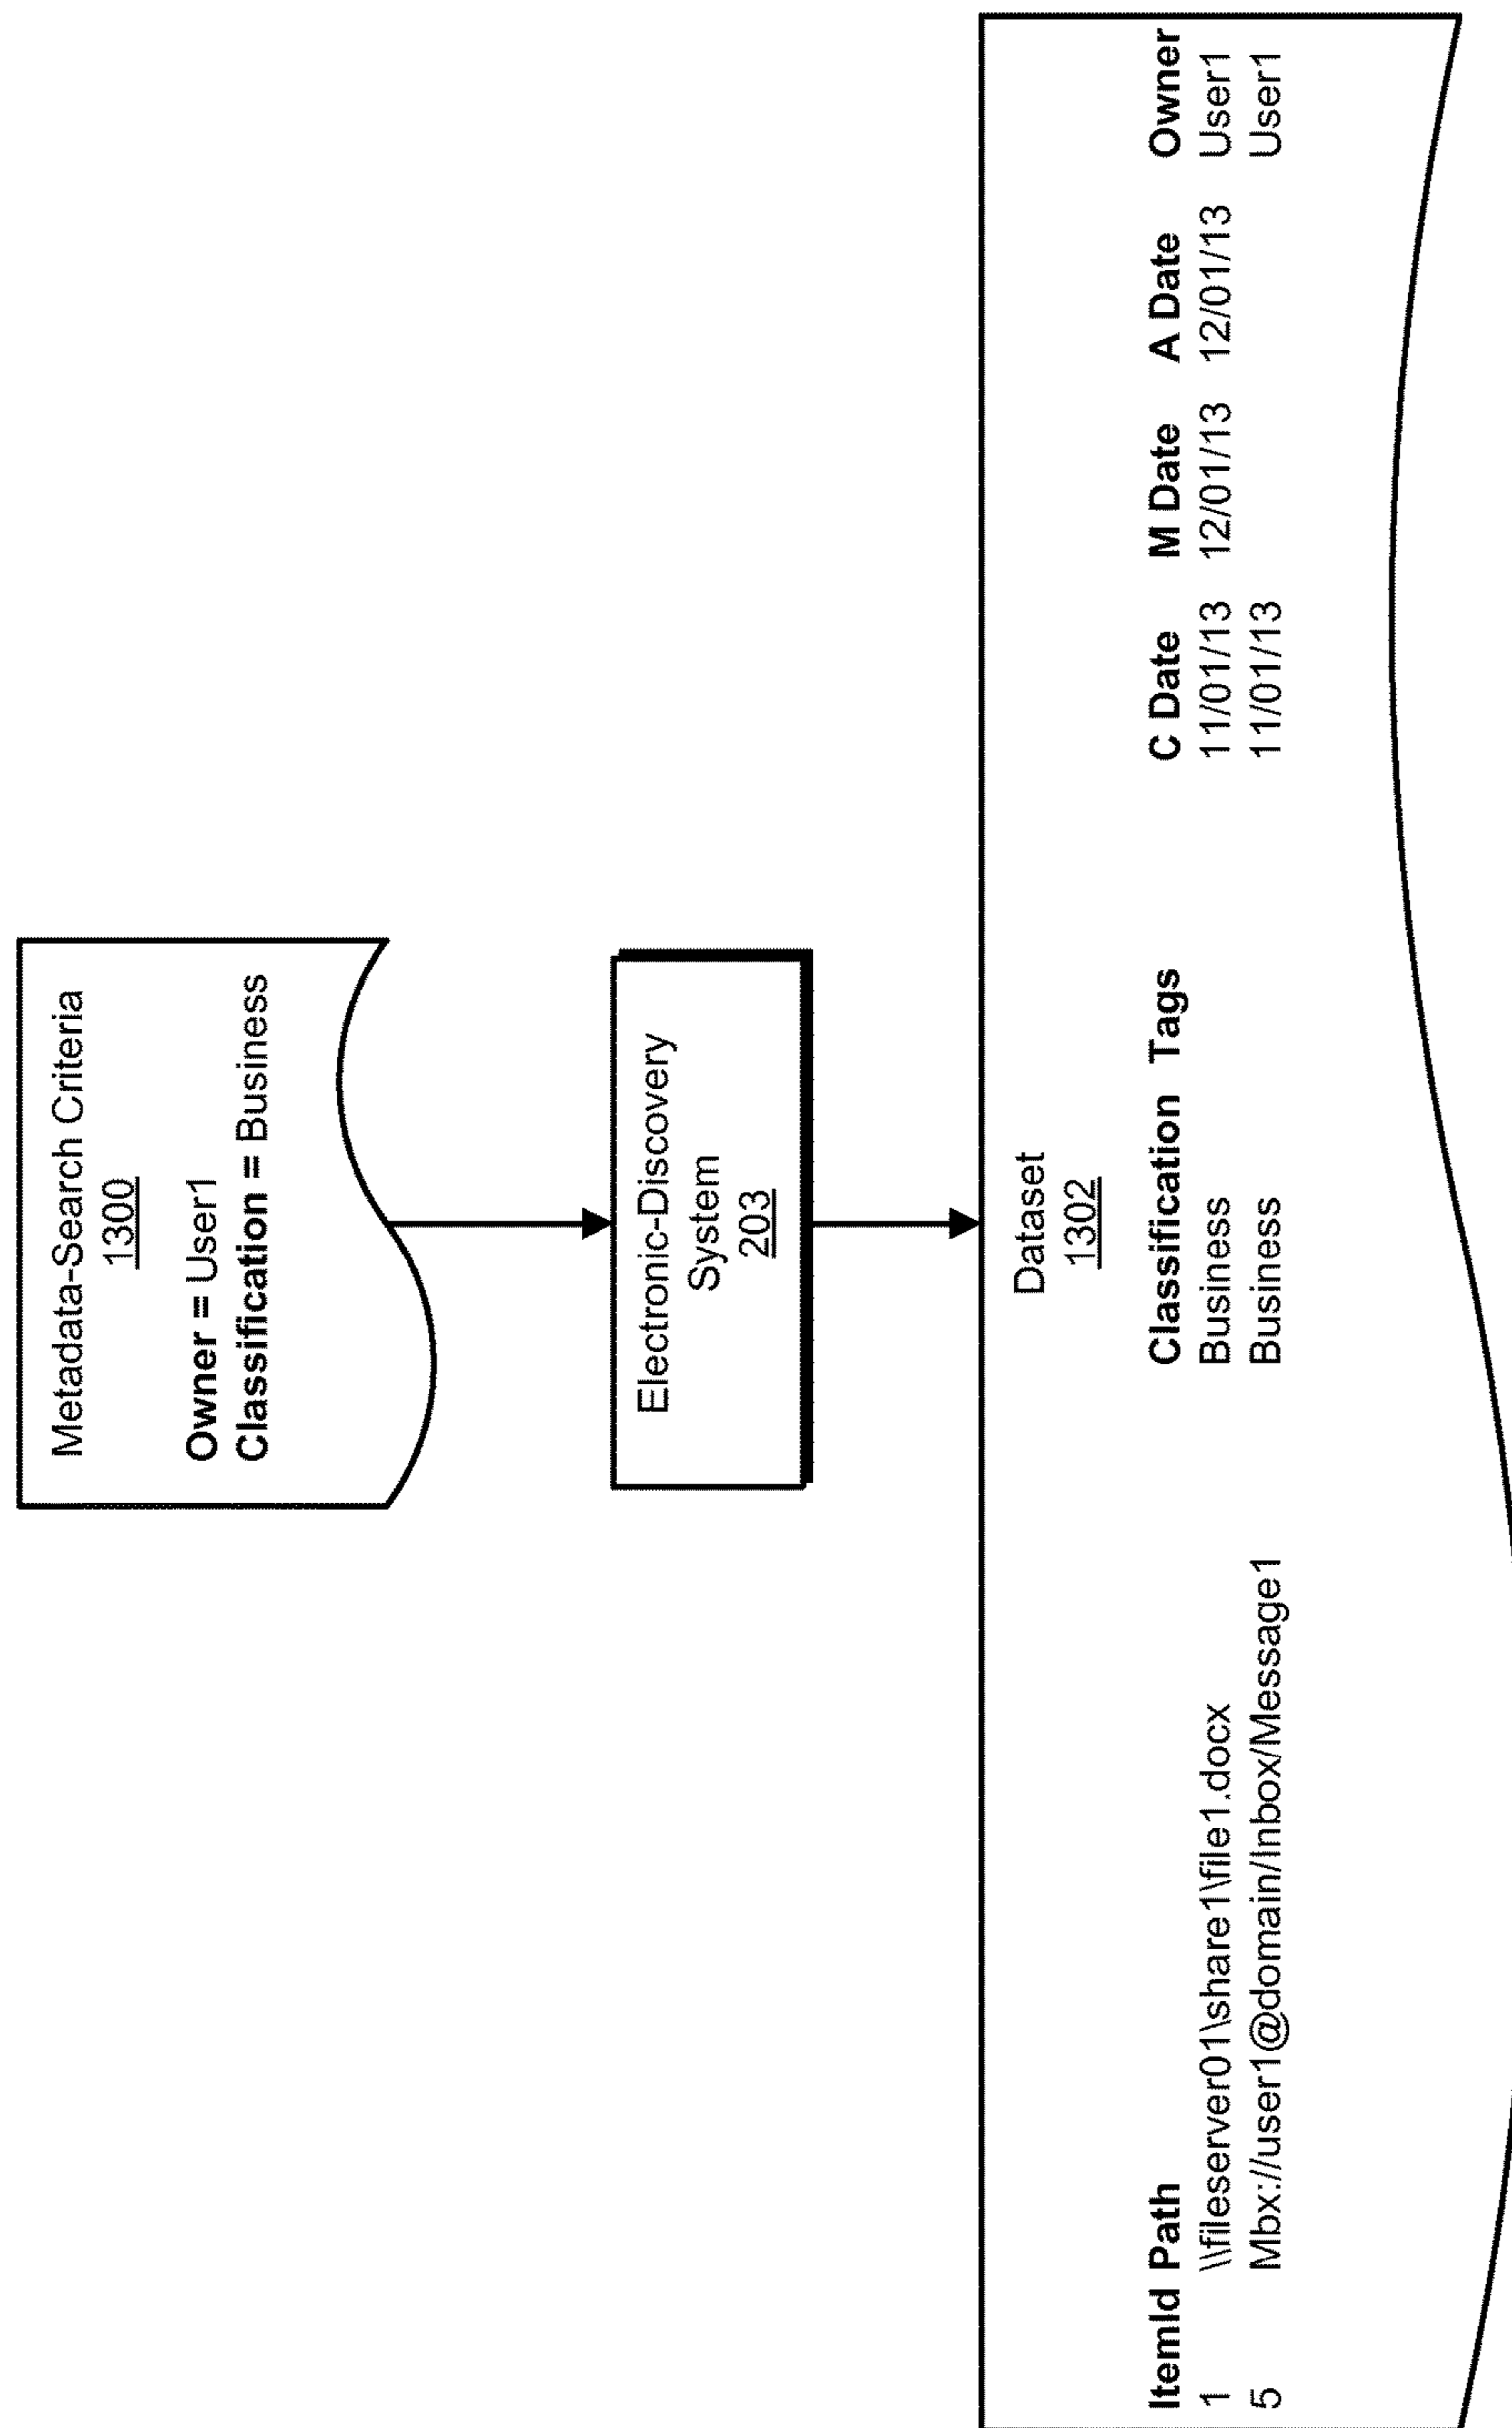 Metadata-Search Criteria
1300
Owner = User1
Classification = Business
Electronic-Discovery
System
203
Dataset
1302
ItemId Path Classification Tags C Date M Date A Date Owner
1 \\fileserver01\share1\file1.docx Business 11/01/13 12/01/13 12/01/13 User1
5 Mbx://user1@domain/Inbox/Message1 Business 11/01/13 User1